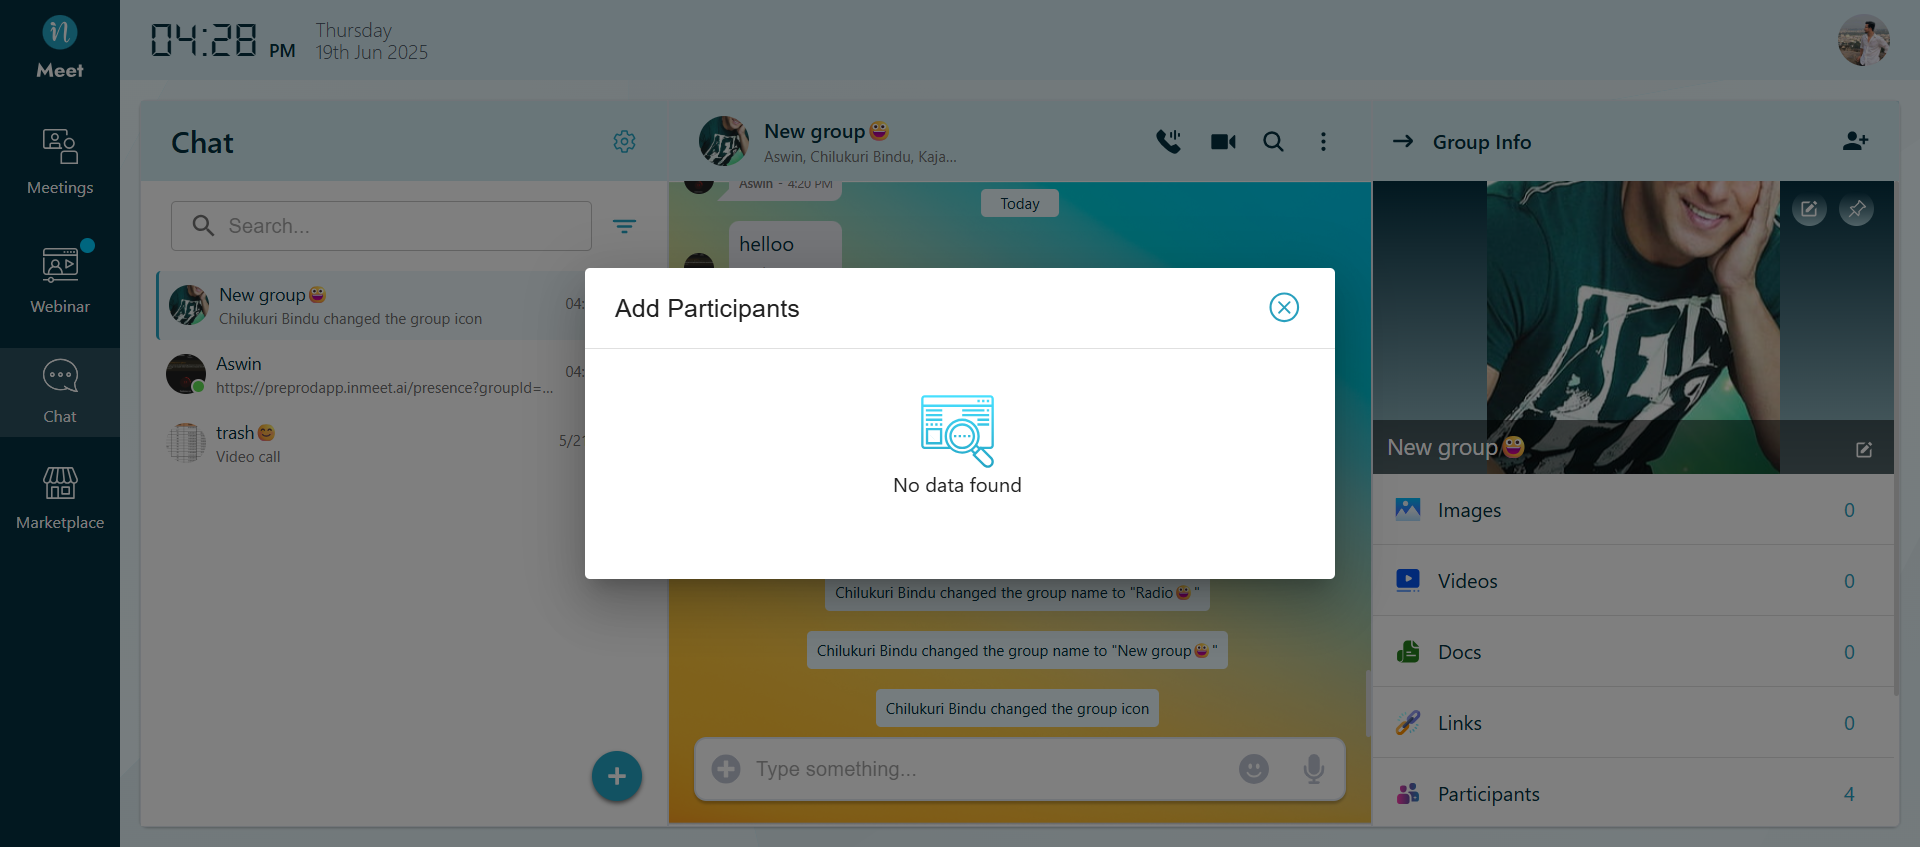 Meet
04:28 PM
Thursday
19th Jun 2025
Meetings
Webinar
Chat
Marketplace
Chat
Search...
New group😀
Chilukuri Bindu changed the group icon
04:
Aswin
https://preprodapp.inmeet.ai/presence?groupId=...
04:
trash😊
Video call
5/21
New group😀
Aswin, Chilukuri Bindu, Kaja...
Aswin - 4:20 PM
Today
helloo
Add Participants
No data found
Chilukuri Bindu changed the group name to "Radio😀"
Chilukuri Bindu changed the group name to "New group😀"
Chilukuri Bindu changed the group icon
Type something...
Group Info
New group😀
Images 0
Videos 0
Docs 0
Links 0
Participants 4